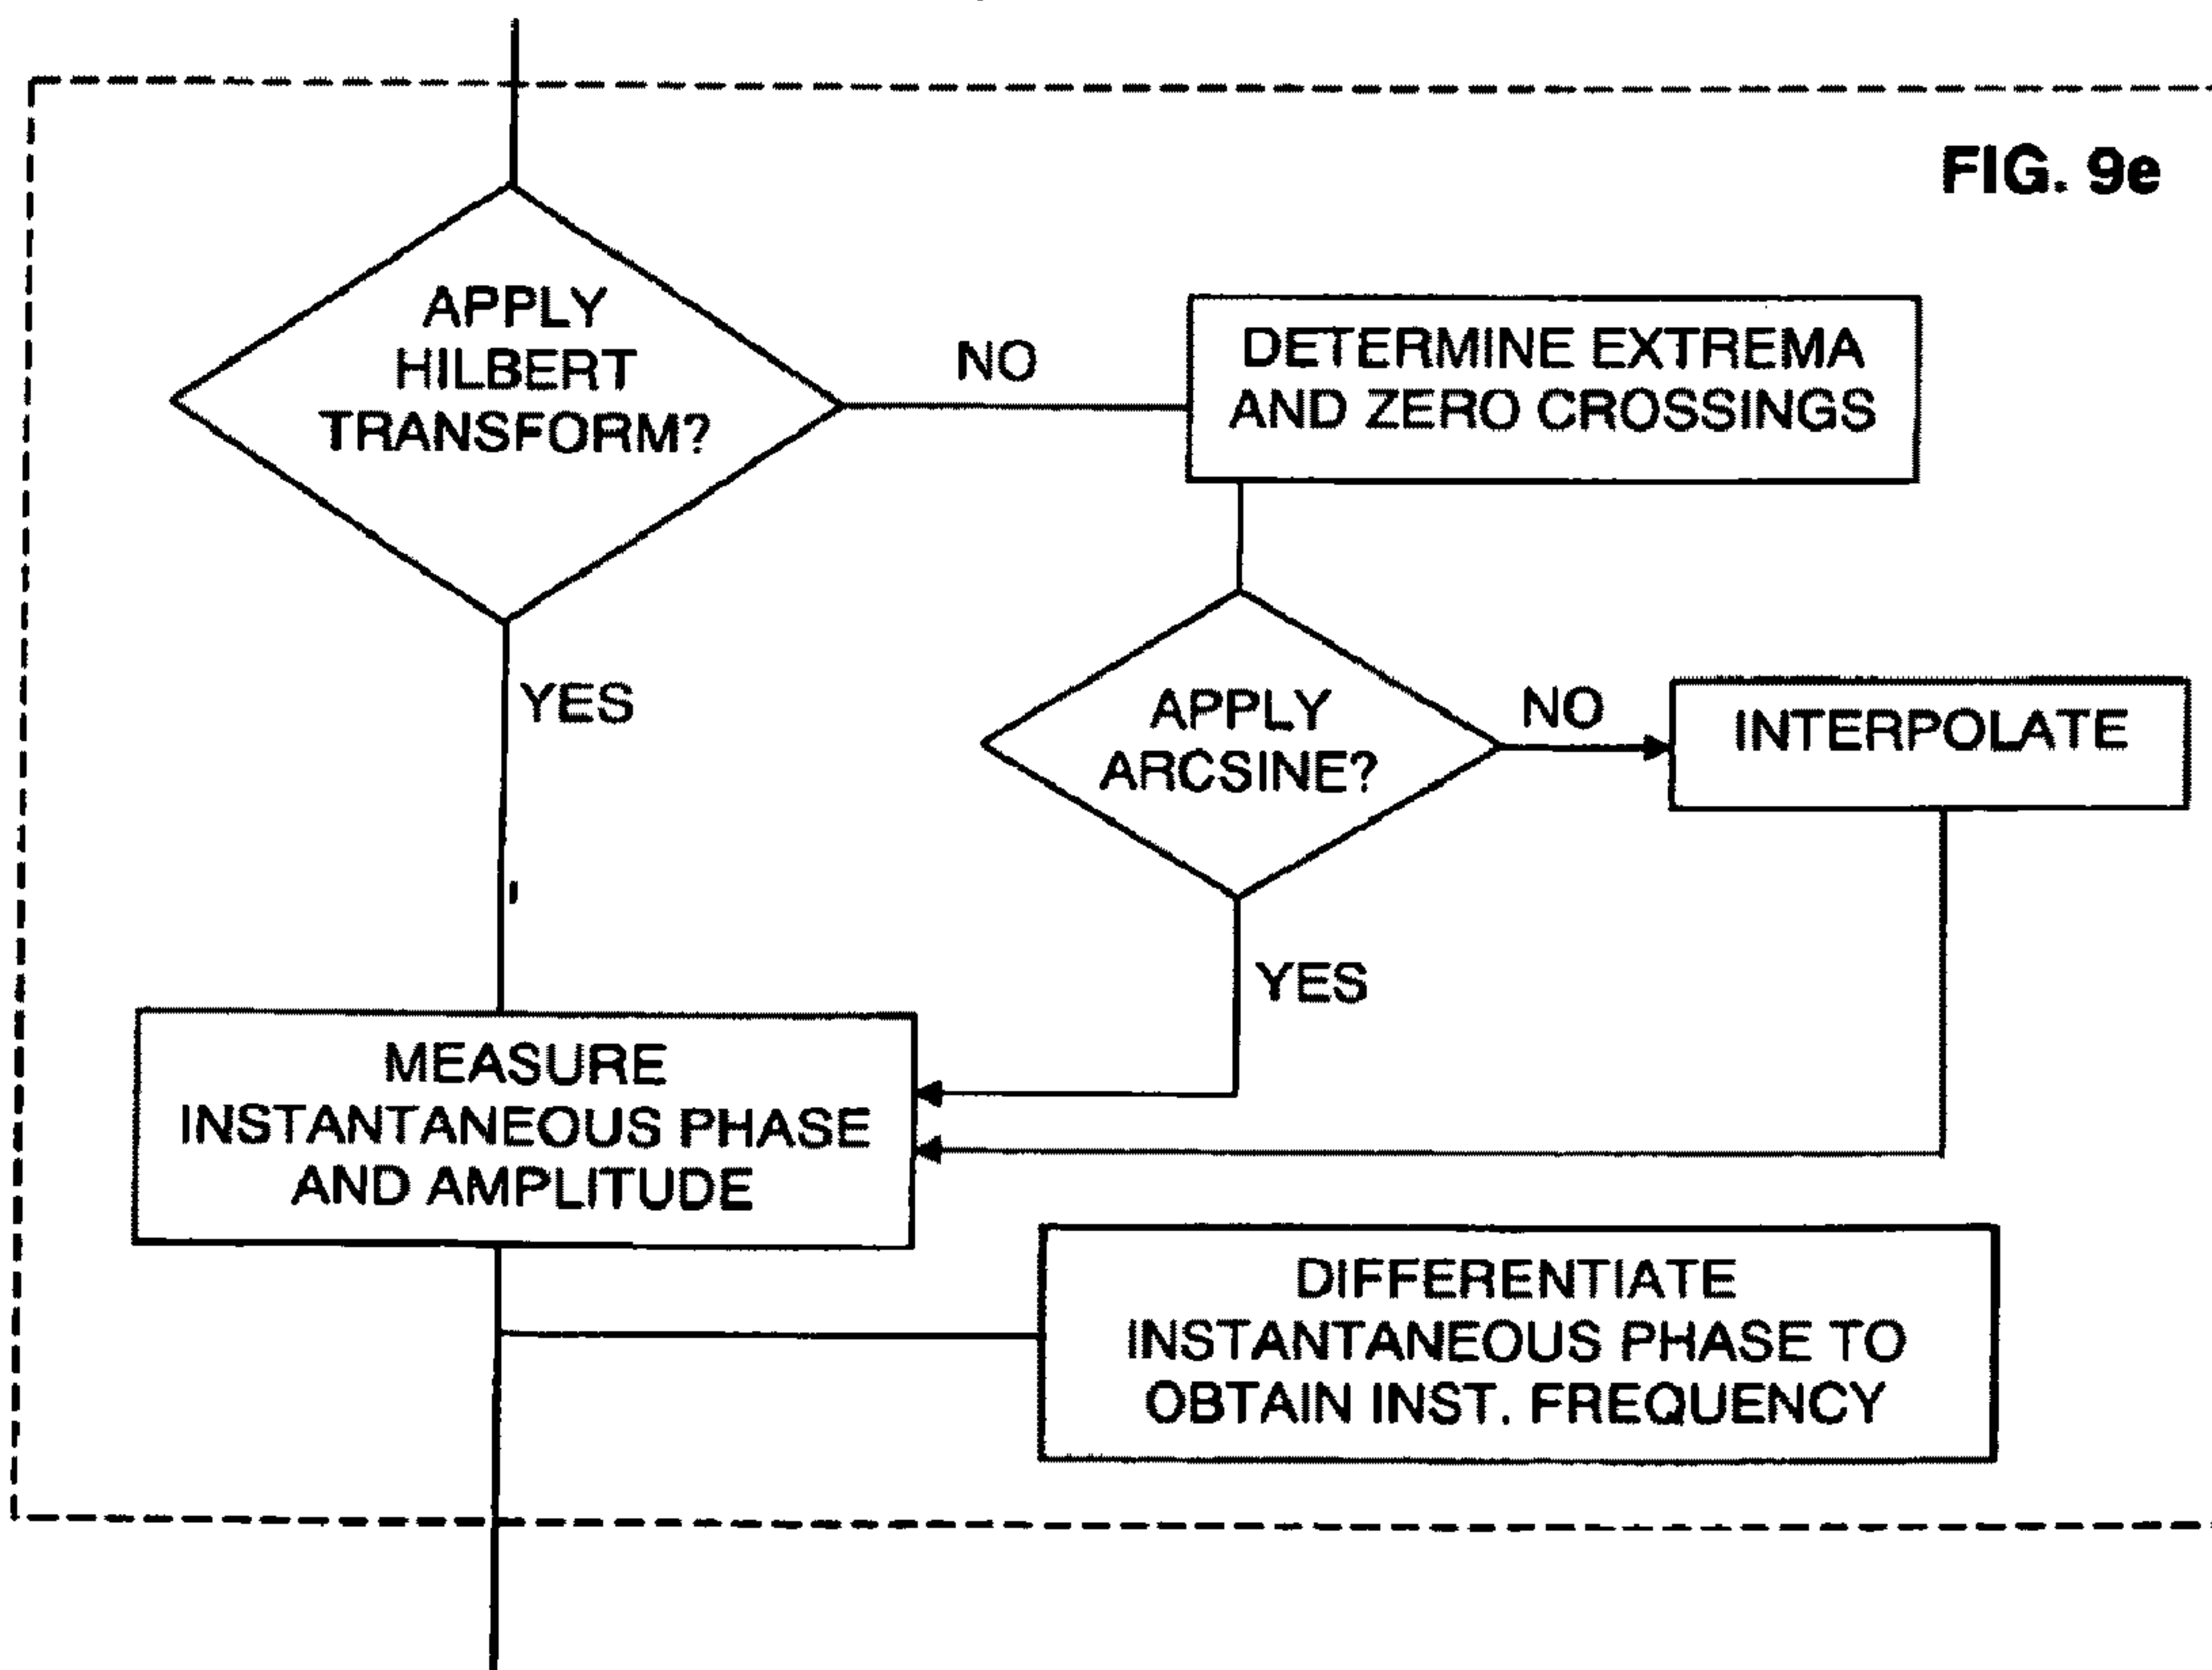 FIG. 9e
APPLY
HILBERT
TRANSFORM?
NO
DETERMINE EXTREMA
AND ZERO CROSSINGS
YES
APPLY
ARCSINE?
NO
INTERPOLATE
YES
MEASURE
INSTANTANEOUS PHASE
AND AMPLITUDE
DIFFERENTIATE
INSTANTANEOUS PHASE TO
OBTAIN INST. FREQUENCY